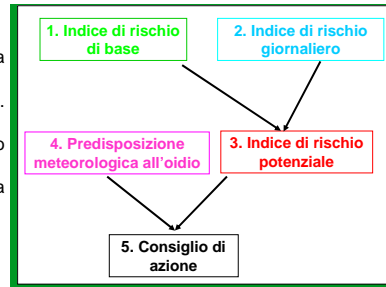 1. Indice di rischio
di base
2. Indice di rischio
giornaliero
a
.
o
4. Predisposizione
meteorologica all'oidio
3. Indice di rischio
potenziale
a
5. Consiglio di
azione